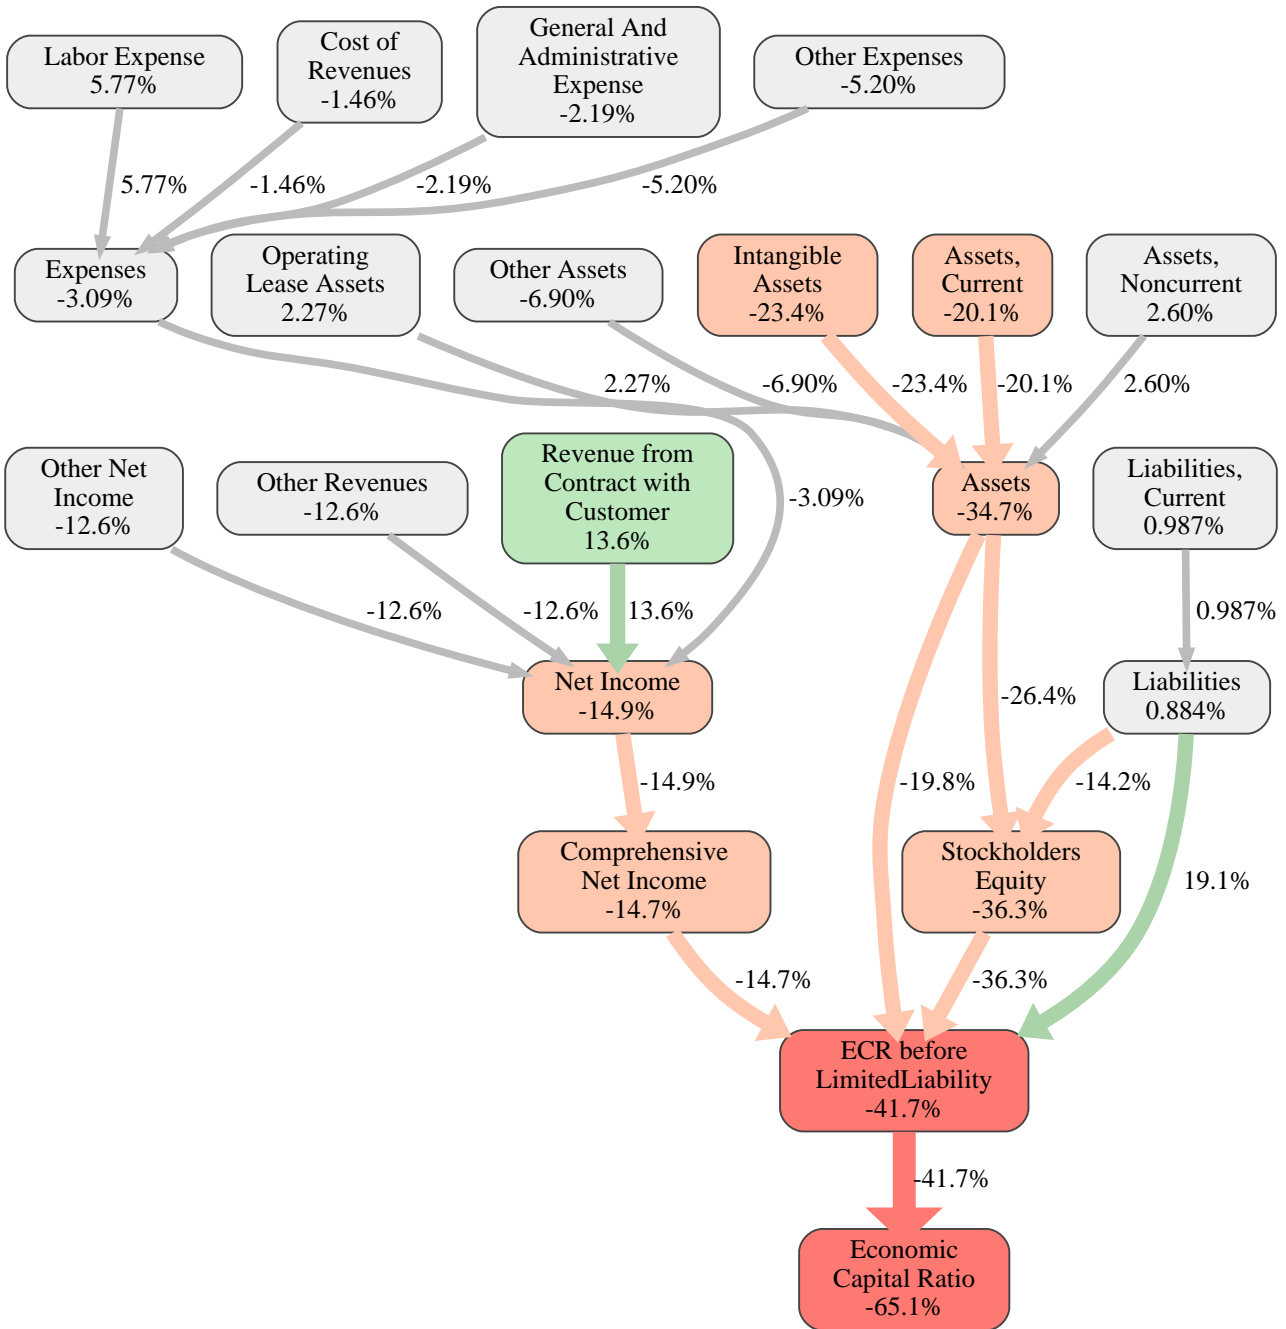 Labor Expense
5.77%
Cost of
Revenues
-1.46%
General And
Administrative
Expense
-2.19%
Other Expenses
-5.20%
5.77%
-1.46%
-2.19%
-5.20%
Expenses
-3.09%
Operating
Lease Assets
2.27%
Other Assets
-6.90%
Intangible
Assets
-23.4%
Assets,
Current
-20.1%
Assets,
Noncurrent
2.60%
2.27%
-6.90%
-23.4%
-20.1%
2.60%
Other Net
Income
-12.6%
Other Revenues
-12.6%
Revenue from
Contract with
Customer
13.6%
-3.09%
Assets
-34.7%
Liabilities,
Current
0.987%
-12.6%
-12.6%
13.6%
0.987%
Net Income
-14.9%
-26.4%
Liabilities
0.884%
-14.9%
-19.8%
-14.2%
Comprehensive
Net Income
-14.7%
Stockholders
Equity
-36.3%
19.1%
-14.7%
-36.3%
ECR before
LimitedLiability
-41.7%
-41.7%
Economic
Capital Ratio
-65.1%